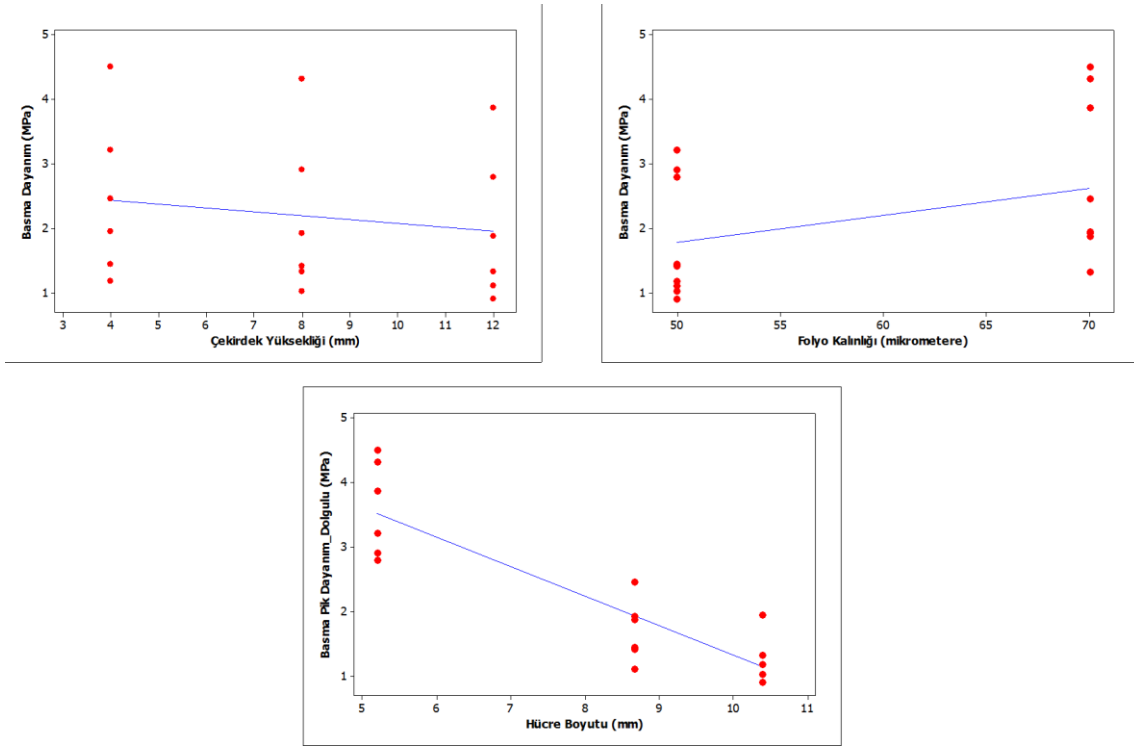 Basma Dayanım (MPa)
5
4
3
2
1
3 4 5 6 7 8 9 10 11 12
Çekirdek Yüksekliği (mm)
Basma Dayanım (MPa)
5
4
3
2
1
50 55 60 65 70
Folyo Kalınlığı (mikrometere)
Basma Pik Dayanım_Dolgulu (MPa)
5
4
3
2
1
5 6 7 8 9 10 11
Hücre Boyutu (mm)